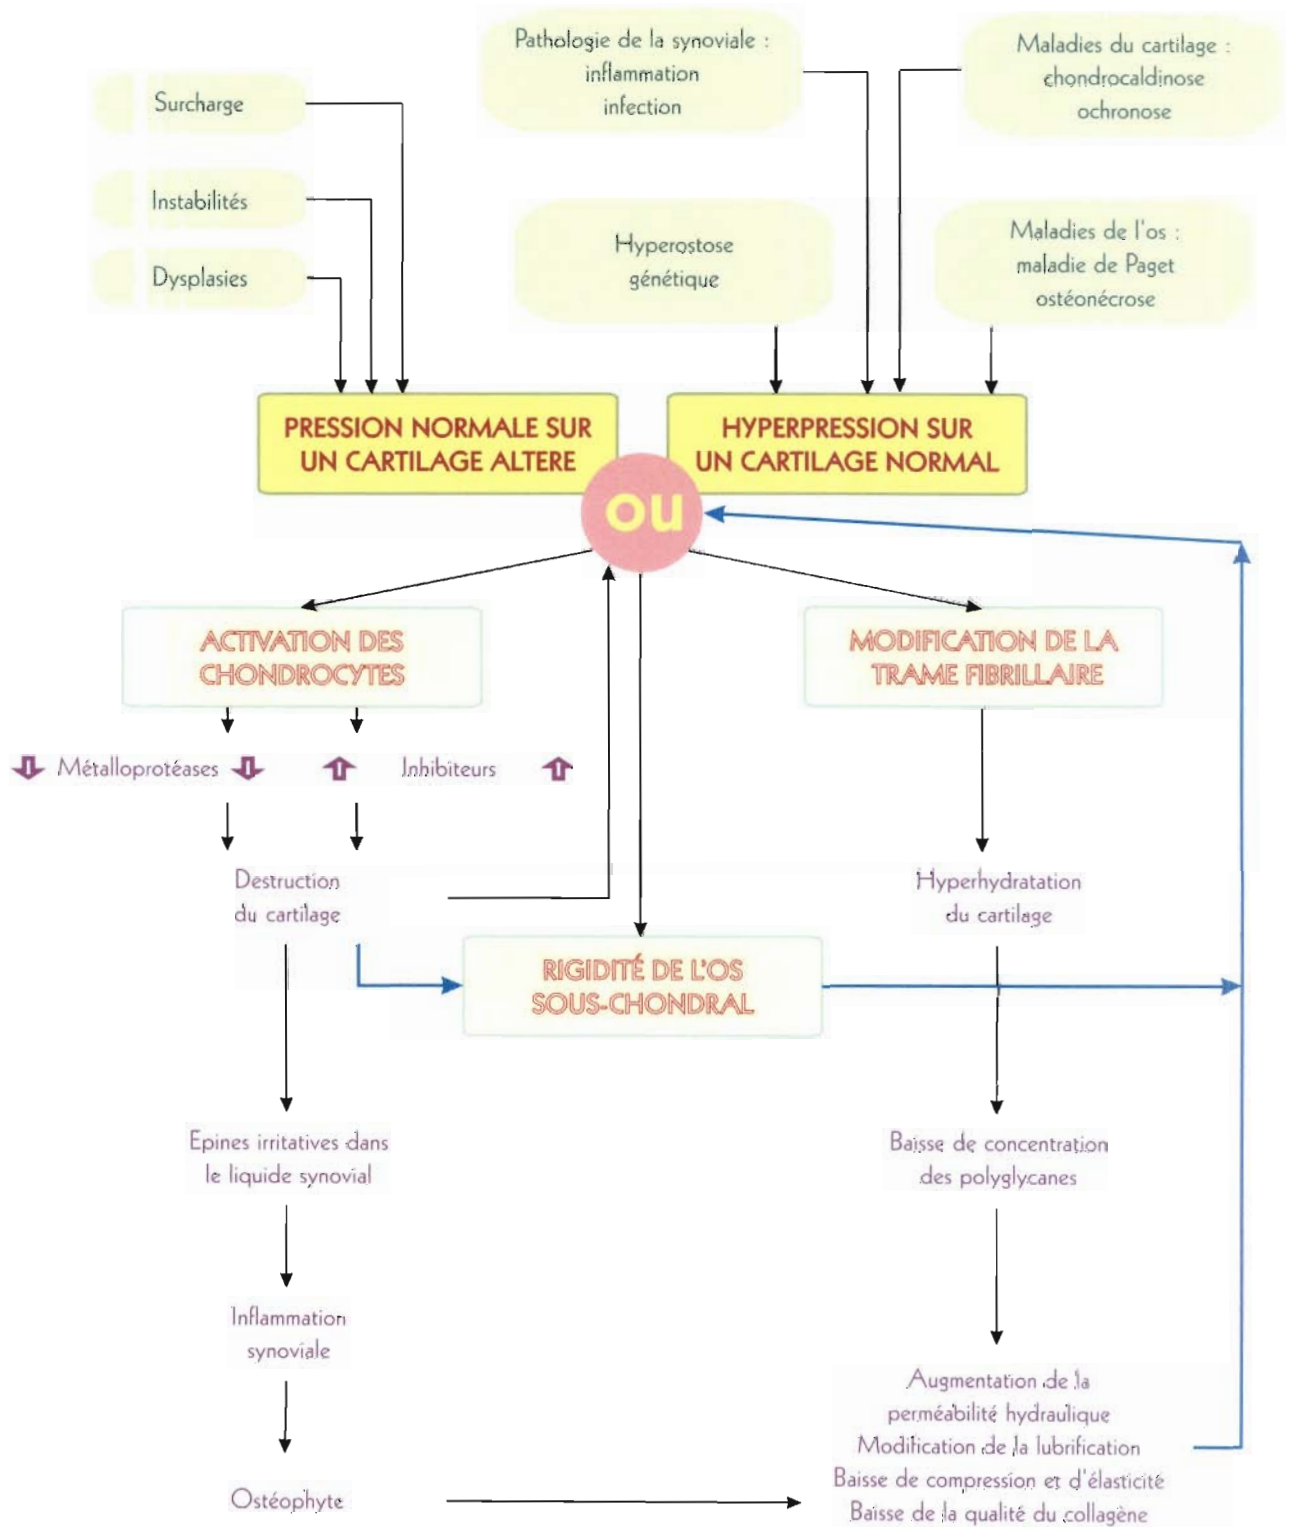 Pathologie de la synoviale :
inflammation
infection
Maladies du cartilage :
chondrocaldinose
ochronose
Surcharge
Instabilités
Dysplasies
Hyperostose
génétique
Maladies de l'os :
maladie de Paget
ostéonécrose
PRESSION NORMALE SUR
UN CARTILAGE ALTERE
HYPERPRESSION SUR
UN CARTILAGE NORMAL
ou
ACTIVATION DES
CHONDROCYTES
MODIFICATION DE LA
TRAME FIBRILLAIRE
Métalloprotéases
Inhibiteurs
Destruction
du cartilage
Hyperhydratation
du cartilage
RIGIDITÉ DE L'OS
SOUS-CHONDRAL
Epines irritatives dans
le liquide synovial
Baisse de concentration
des polyglycanes
Inflammation
synoviale
Augmentation de la
perméabilité hydraulique
Modification de la lubrification
Baisse de compression et d'élasticité
Baisse de la qualité du collagène
Ostéophyte